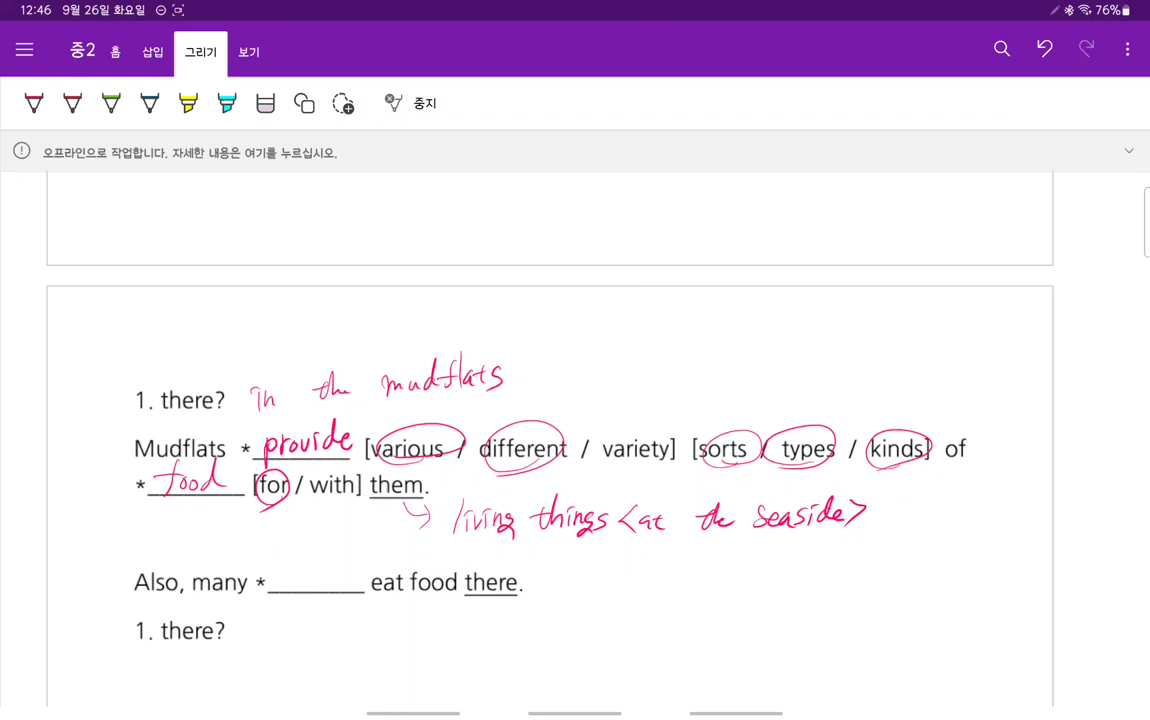 12:46 9월 26일 화요일 76%
중2 홈 삽입 그리기 보기
중지
오프라인으로 작업합니다. 자세한 내용은 여기를 누르십시오.
1. there? In the mudflats
Mudflats * provide [various / different / variety] [sorts / types / kinds] of
* food [for / with] them.
living things <at the seaside>
Also, many *________ eat food there.
1. there?